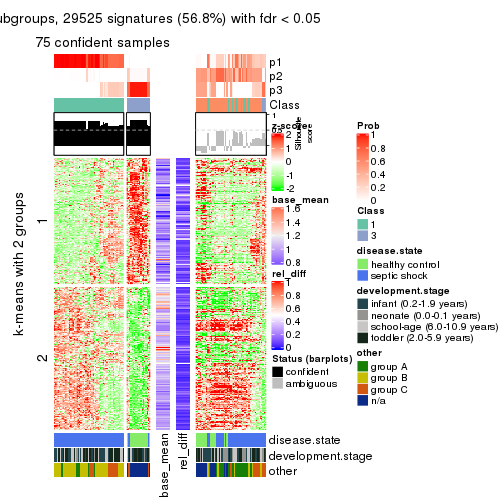 ubgroups, 29525 signatures (56.8%) with fdr < 0.05
75 confident samples
p1
p2
p3
Class
1
0.5
0
Silhouette
score
k-means with 2 groups
1
2
z-score
2
1
0
-1
-2
base_mean
1.6
1.4
1.2
1
0.8
rel_diff
1
0.8
0.6
0.4
0.2
0
Status (barplots)
confident
ambiguous
Prob
1
0.8
0.6
0.4
0.2
0
Class
1
3
disease.state
healthy control
septic shock
development.stage
infant (0.2-1.9 years)
neonate (0.0-0.1 years)
school-age (6.0-10.9 years)
toddler (2.0-5.9 years)
other
group A
group B
group C
n/a
disease.state
development.stage
other
base_mean
rel_diff